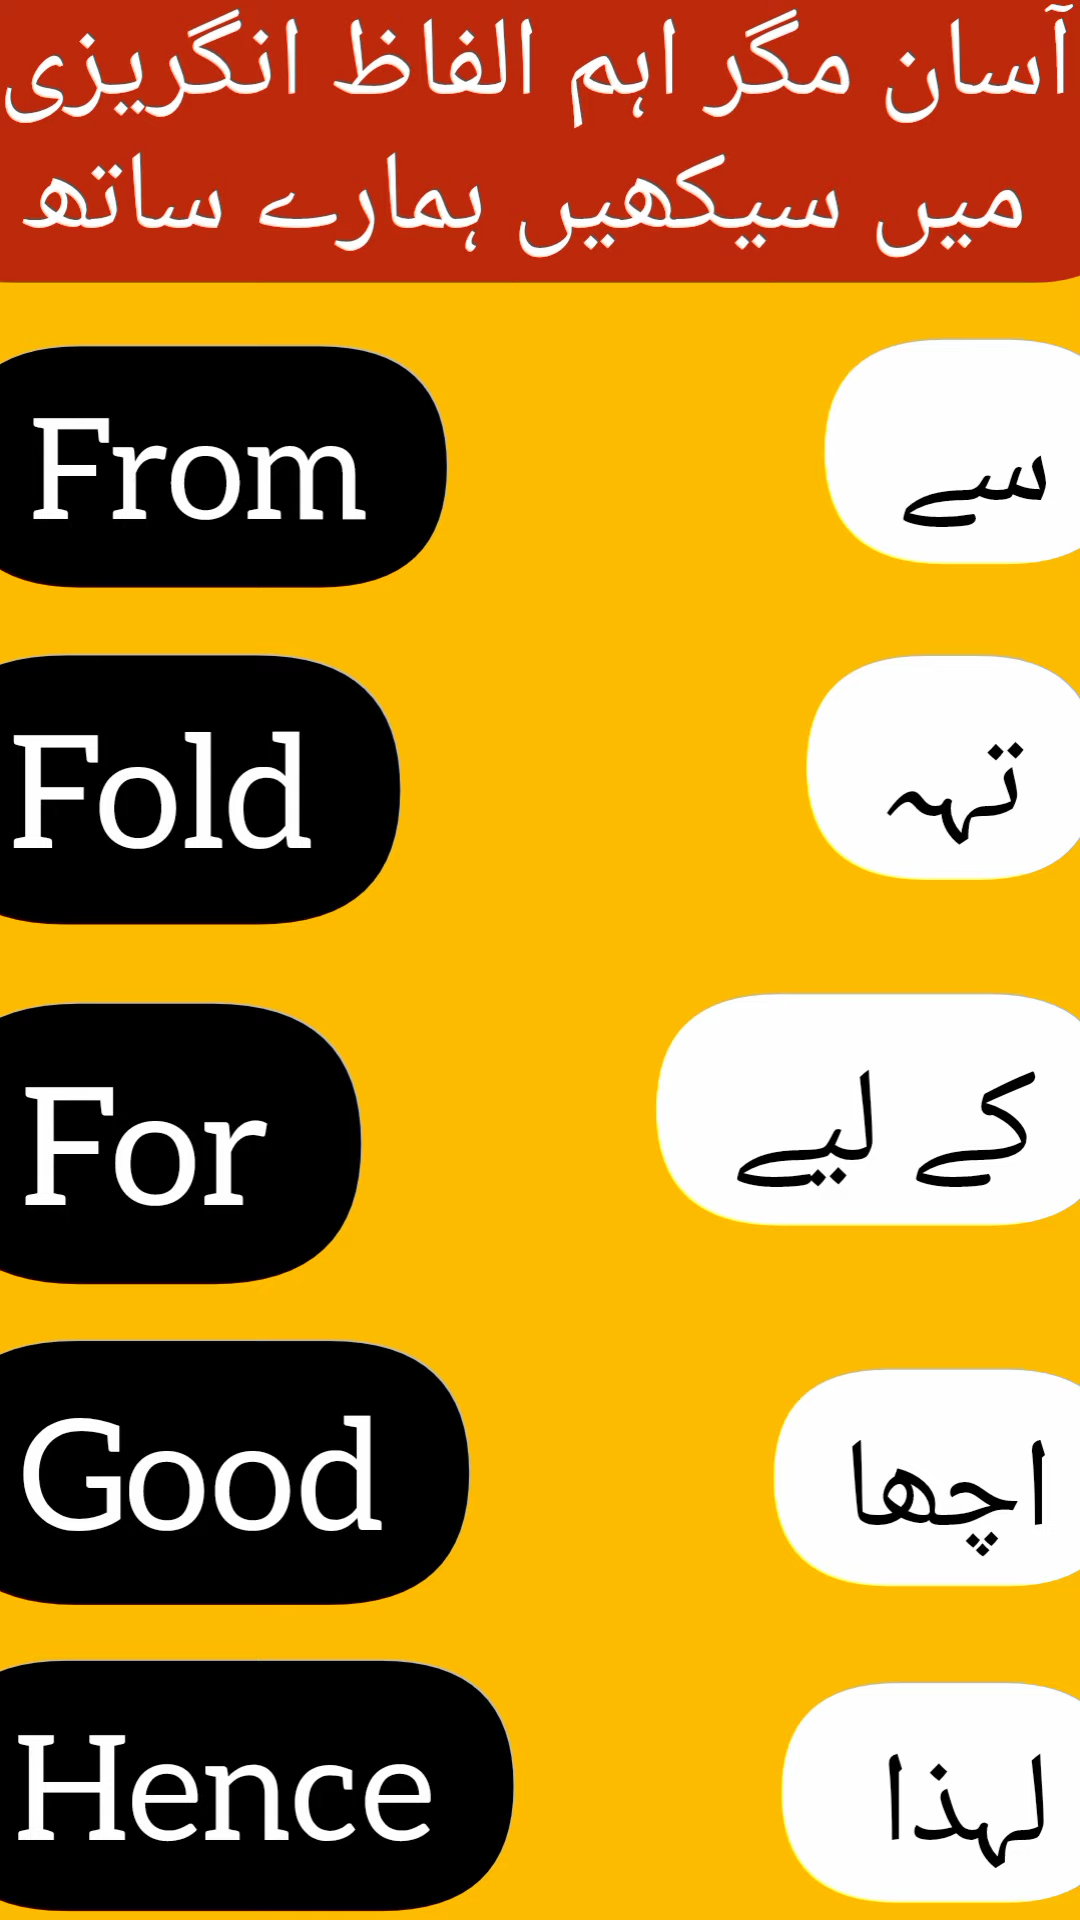 آسان مگر اہم الفاظ انگریزی
میں سیکھیں ہمارے ساتھ
From سے
Fold تہہ
For کے لیے
Good اچھا
Hence لہذا